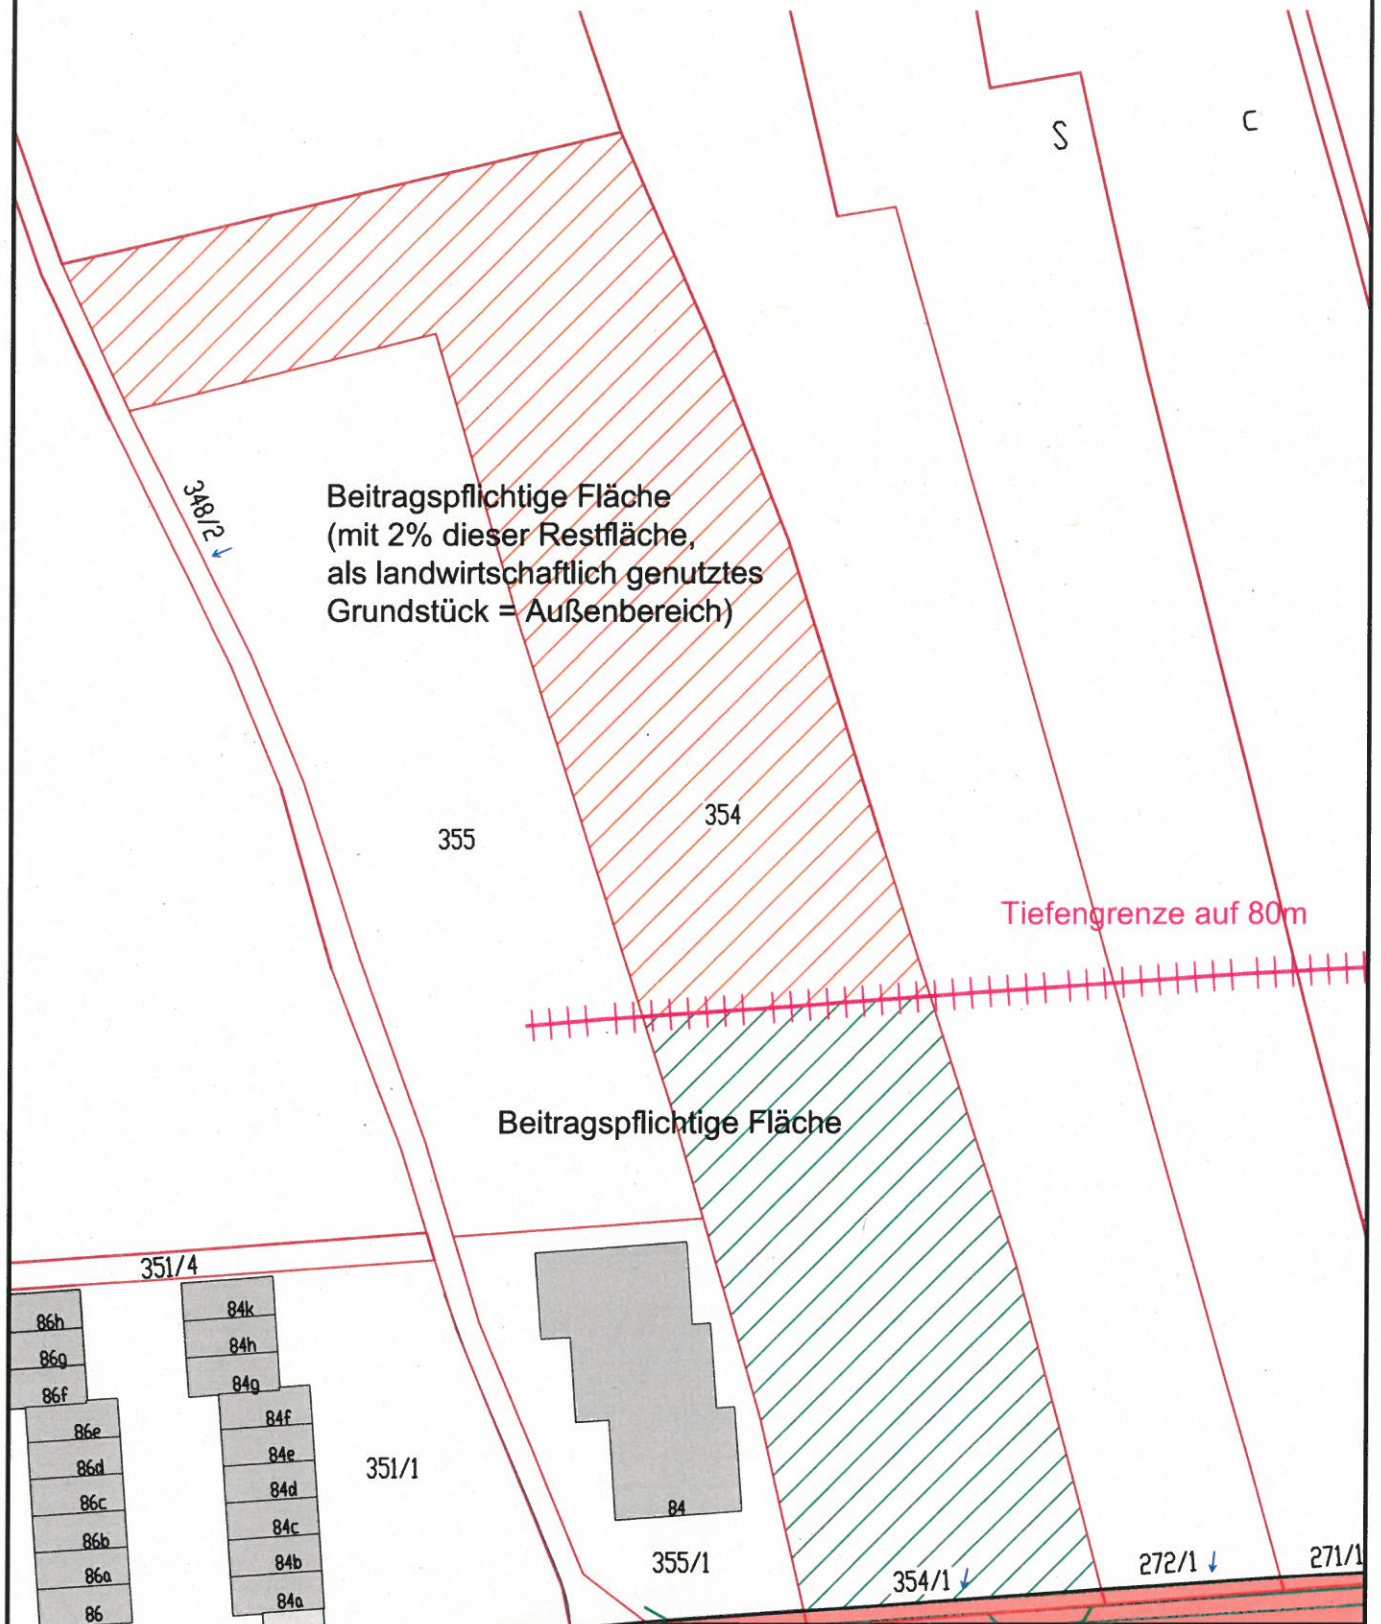 S
C
348/2
Beitragspflichtige Fläche
(mit 2% dieser Restfläche,
als landwirtschaftlich genutztes
Grundstück = Außenbereich)
354
355
Tiefengrenze auf 80m
Beitragspflichtige Fläche
351/4
86h
86g
86f
86e
86d
86c
86b
86a
86
84k
84h
84g
84f
84e
84d
84c
84b
84a
351/1
84
355/1
354/1
272/1
271/1